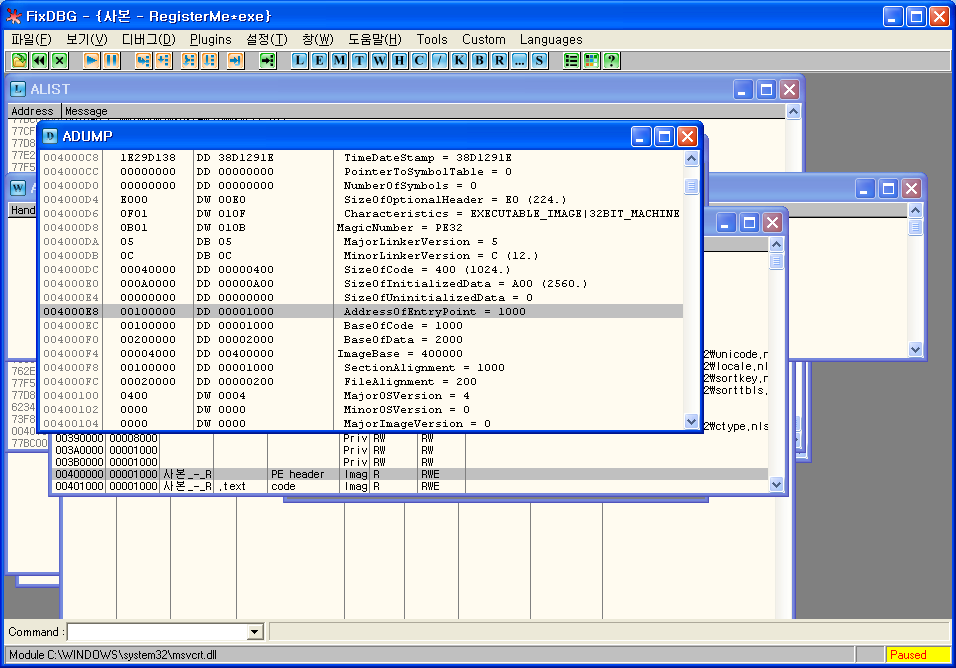 FixDBG - {사본 - RegisterMe*exe}
파일(F) 보기(V) 디버그(D) Plugins 설정(T) 창(W) 도움말(H) Tools Custom Languages
L E M T W H C / K B R ... S ?
L ALIST
Address Message
77CF
77D8
77E2
77F5
D ADUMP
004000C8 1E29D138 DD 38D1291E TimeDateStamp = 38D1291E
004000CC 00000000 DD 00000000 PointerToSymbolTable = 0
004000D0 00000000 DD 00000000 NumberOfSymbols = 0
004000D4 E000 DW 00E0 SizeOfOptionalHeader = E0 (224.)
004000D6 0F01 DW 010F Characteristics = EXECUTABLE_IMAGE|32BIT_MACHINE
004000D8 0B01 DW 010B MagicNumber = PE32
004000DA 05 DB 05 MajorLinkerVersion = 5
004000DB 0C DB 0C MinorLinkerVersion = C (12.)
004000DC 00040000 DD 00000400 SizeOfCode = 400 (1024.)
004000E0 000A0000 DD 00000A00 SizeOfInitializedData = A00 (2560.)
004000E4 00000000 DD 00000000 SizeOfUninitializedData = 0
004000E8 00100000 DD 00001000 AddressOfEntryPoint = 1000
004000EC 00100000 DD 00001000 BaseOfCode = 1000
004000F0 00200000 DD 00002000 BaseOfData = 2000
004000F4 00004000 DD 00400000 ImageBase = 400000
004000F8 00100000 DD 00001000 SectionAlignment = 1000
004000FC 00020000 DD 00000200 FileAlignment = 200
00400100 0400 DW 0004 MajorOSVersion = 4
00400102 0000 DW 0000 MinorOSVersion = 0
00400104 0000 DW 0000 MajorImageVersion = 0
W A
Hand
2\unicode,n
2\locale,nl
2\sortkey,n
2\sorttbls,
2\ctype,nls
762E
77F5
77D8
6234
73F8
0040
77BC00
00390000 00008000 Priv RW RW
003A0000 00001000 Priv RW RW
003B0000 00001000 Priv RW RW
00400000 00001000 사본_-_R PE header Imag R RWE
00401000 00001000 사본_-_R ,text code Imag R RWE
Command :
Module C:\WINDOWS\system32\msvcrt.dll
Paused